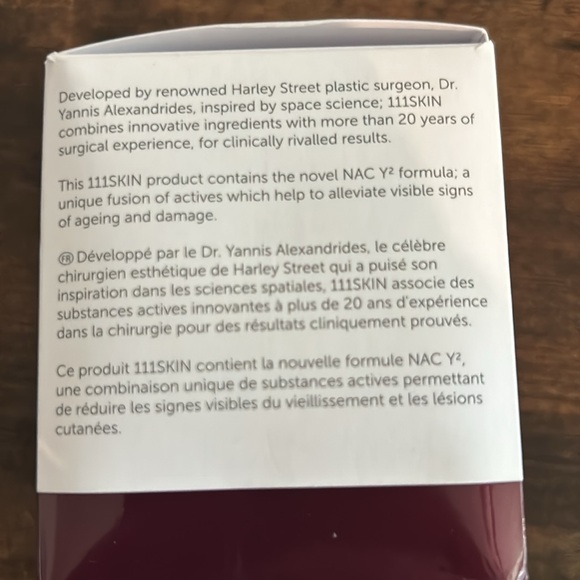 Developed by renowned Harley Street plastic surgeon, Dr.
Yannis Alexandrides, inspired by space science; 111SKIN
combines innovative ingredients with more than 20 years of
surgical experience, for clinically rivalled results.
This 111SKIN product contains the novel NAC Y² formula; a
unique fusion of actives which help to alleviate visible signs
of ageing and damage.
FR Développé par le Dr. Yannis Alexandrides, le célèbre
chirurgien esthétique de Harley Street qui a puisé son
inspiration dans les sciences spatiales, 111SKIN associe des
substances actives innovantes à plus de 20 ans d'expérience
dans la chirurgie pour des résultats cliniquement prouvés.
Ce produit 111SKIN contient la nouvelle formule NAC Y²,
une combinaison unique de substances actives permettant
de réduire les signes visibles du vieillissement et les lésions
cutanées.